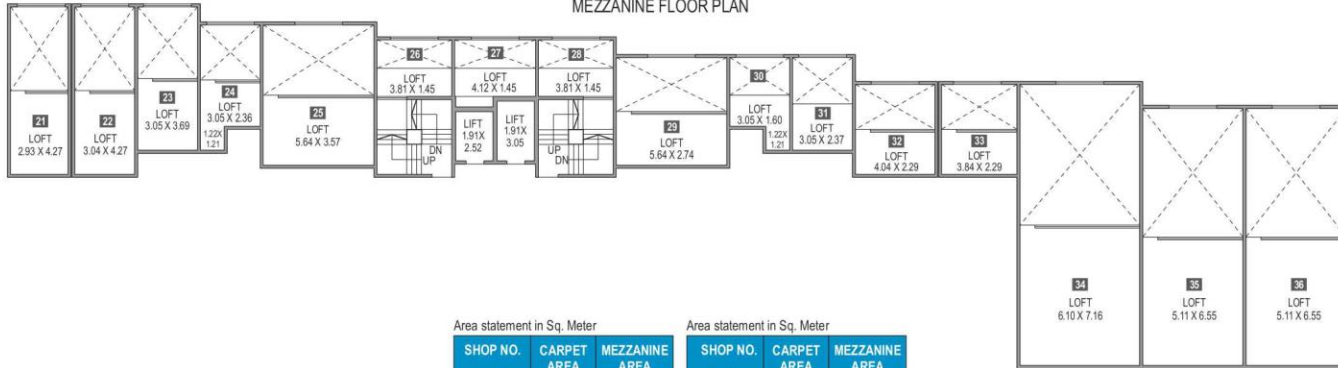 MEZZANINE FLOOR PLAN
21
LOFT
2.93 X 4.27
22
LOFT
3.04 X 4.27
23
LOFT
3.05 X 3.69
24
LOFT
3.05 X 2.36
1.22X
1.21
25
LOFT
5.64 X 3.57
26
LOFT
3.81 X 1.45
27
LOFT
4.12 X 1.45
28
LOFT
3.81 X 1.45
DN
UP
LIFT
1.91X
2.52
LIFT
1.91X
3.05
UP
DN
29
LOFT
5.64 X 2.74
30
LOFT
3.05 X 1.60
1.22X
1.21
31
LOFT
3.05 X 2.37
32
LOFT
4.04 X 2.29
33
LOFT
3.84 X 2.29
34
LOFT
6.10 X 7.16
35
LOFT
5.11 X 6.55
36
LOFT
5.11 X 6.55
Area statement in Sq. Meter
SHOP NO. CARPET MEZZANINE
AREA AREA
Area statement in Sq. Meter
SHOP NO. CARPET MEZZANINE
AREA AREA